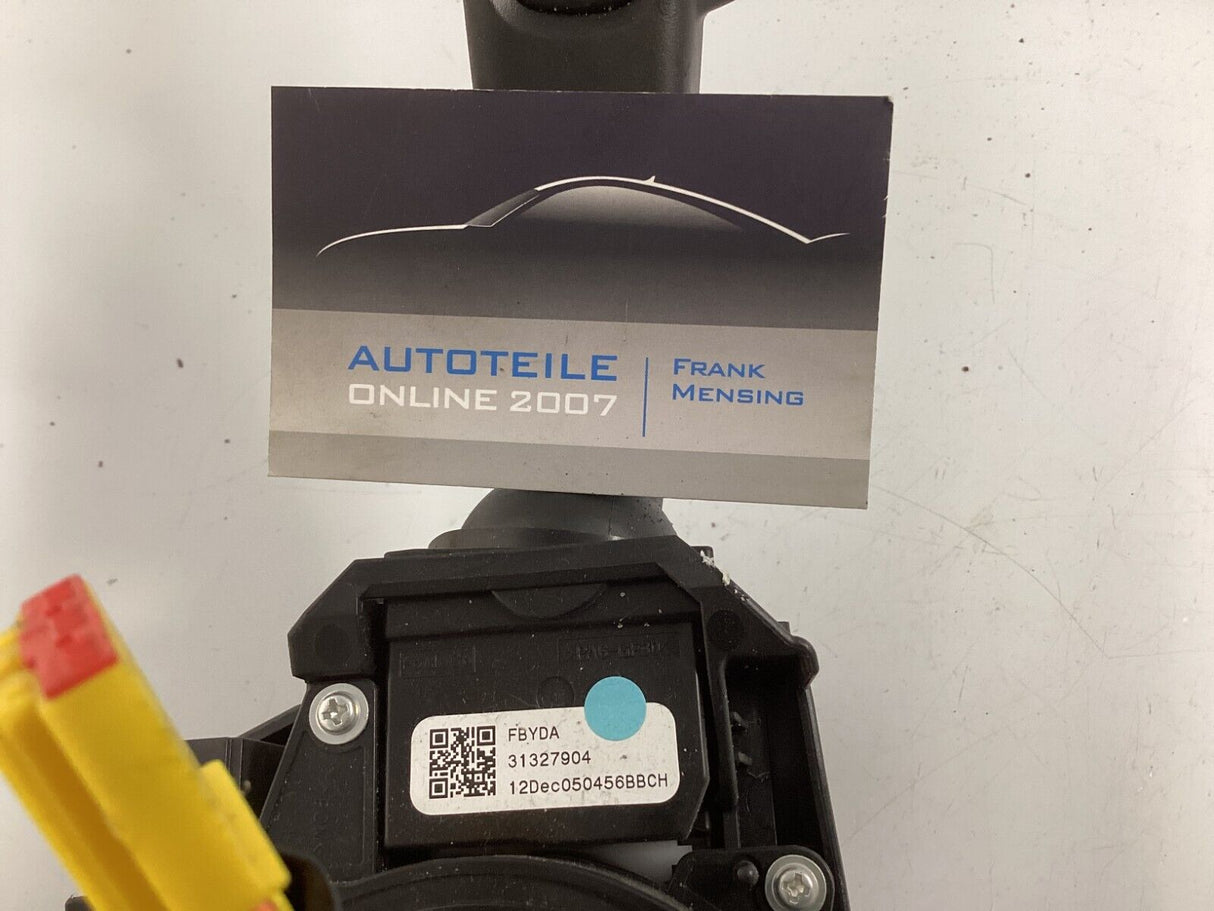 AUTOTEILE
ONLINE 2007
FRANK
MENSING
FBYDA
31327904
12Dec050456BBCH